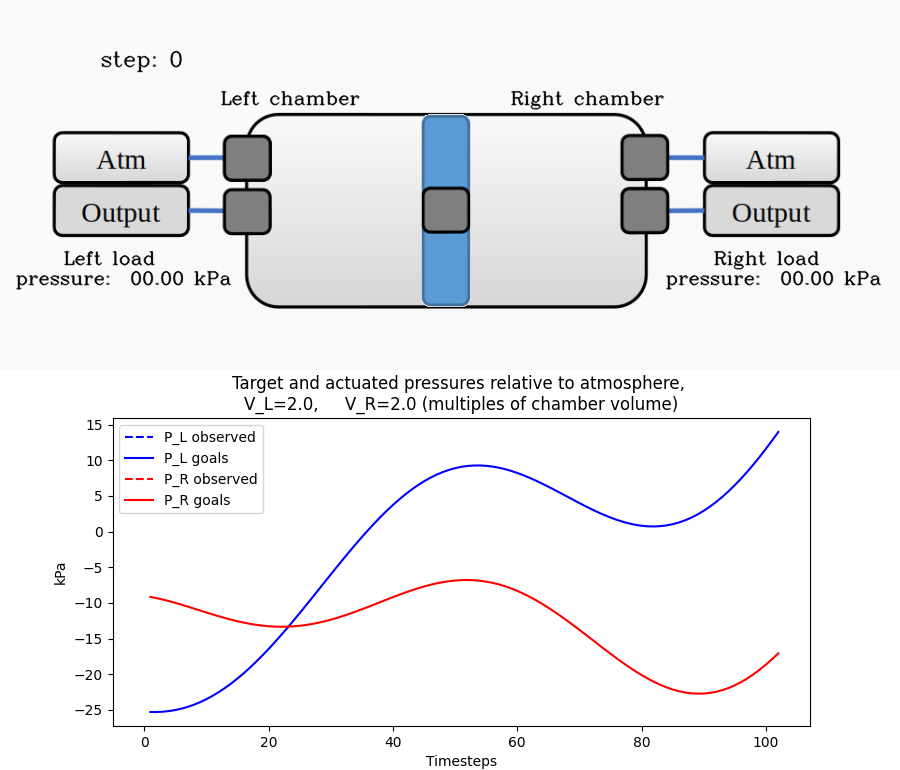 step: 0
Left chamber
Right chamber
Atm
Atm
Output
Output
Left load
pressure: 00.00 kPa
Right load
pressure: 00.00 kPa
Target and actuated pressures relative to atmosphere,
V_L=2.0, V_R=2.0 (multiples of chamber volume)
P_L observed
P_L goals
P_R observed
P_R goals
15
10
5
0
−5
−10
−15
−20
−25
kPa
0 20 40 60 80 100
Timesteps